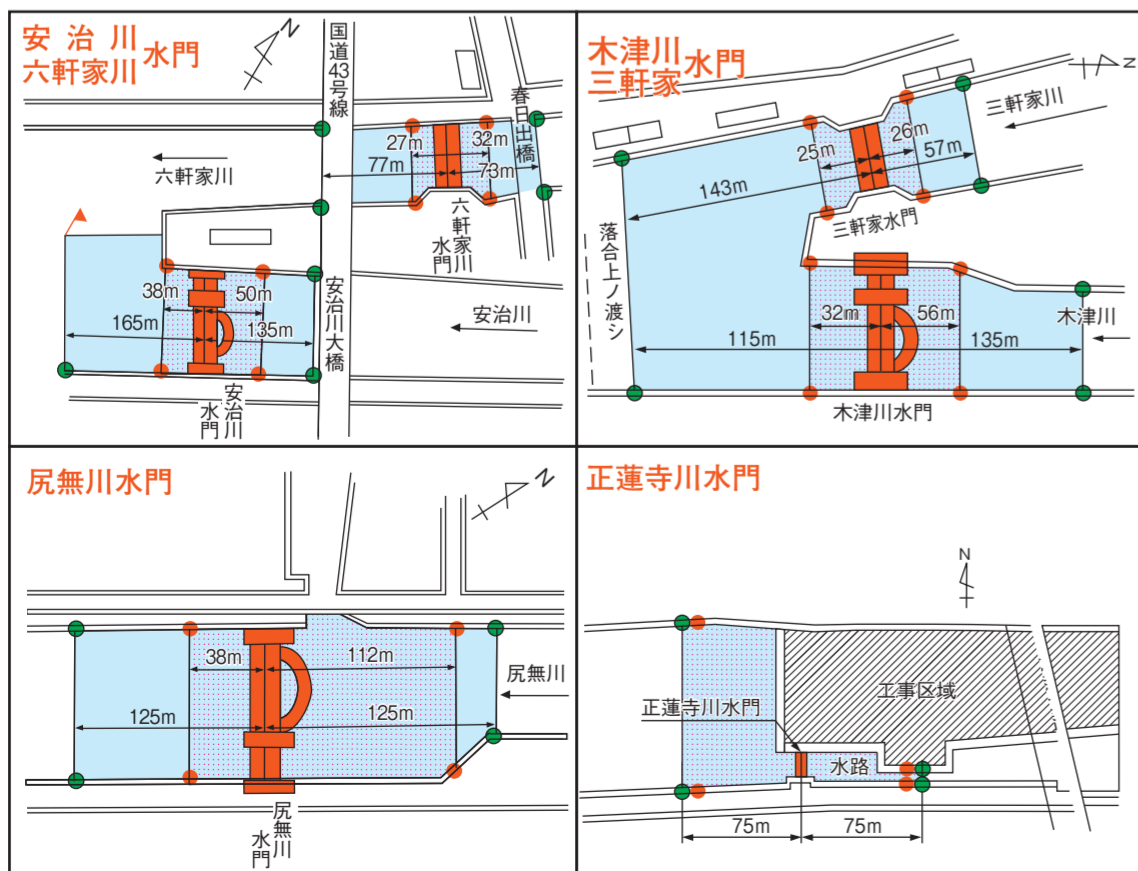 安治川
六軒家川
水門
N
国道43号線
春日出橋
六軒家川
27m
32m
77m
73m
六軒家川
水門
38m
50m
165m
135m
安治川大橋
安治川
安治川
水門
木津川
三軒家
水門
N
三軒家川
25m
26m
57m
143m
三軒家水門
落合上ノ渡シ
32m
56m
115m
135m
木津川
木津川水門
尻無川水門
N
38m
112m
125m
125m
尻無川
尻無川
水門
正蓮寺川水門
N
工事区域
正蓮寺川水門
水路
75m
75m